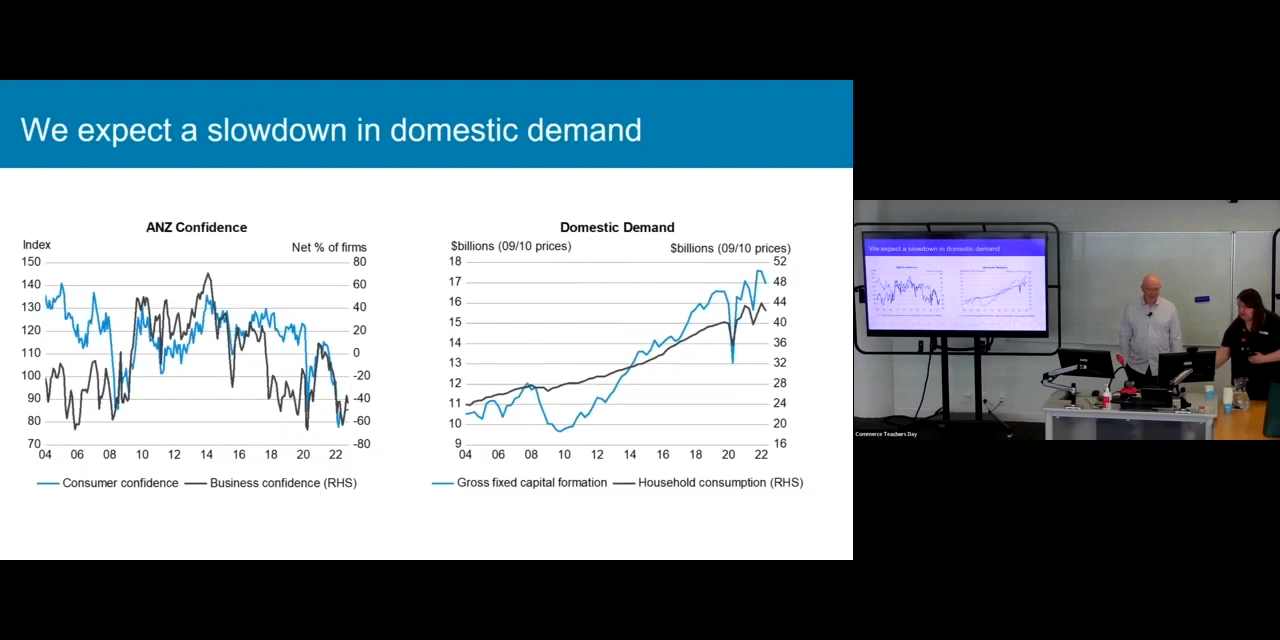 We expect a slowdown in domestic demand
ANZ Confidence
Index
Net % of firms
150
140
130
120
110
100
90
80
70
80
60
40
20
0
-20
-40
-60
-80
04 06 08 10 12 14 16 18 20 22
Consumer confidence
Business confidence (RHS)
Domestic Demand
$billions (09/10 prices)
$billions (09/10 prices)
18
17
16
15
14
13
12
11
10
9
52
48
44
40
36
32
28
24
20
16
04 06 08 10 12 14 16 18 20 22
Gross fixed capital formation
Household consumption (RHS)
We expect a slowdown in domestic demand
Commerce Teachers Day